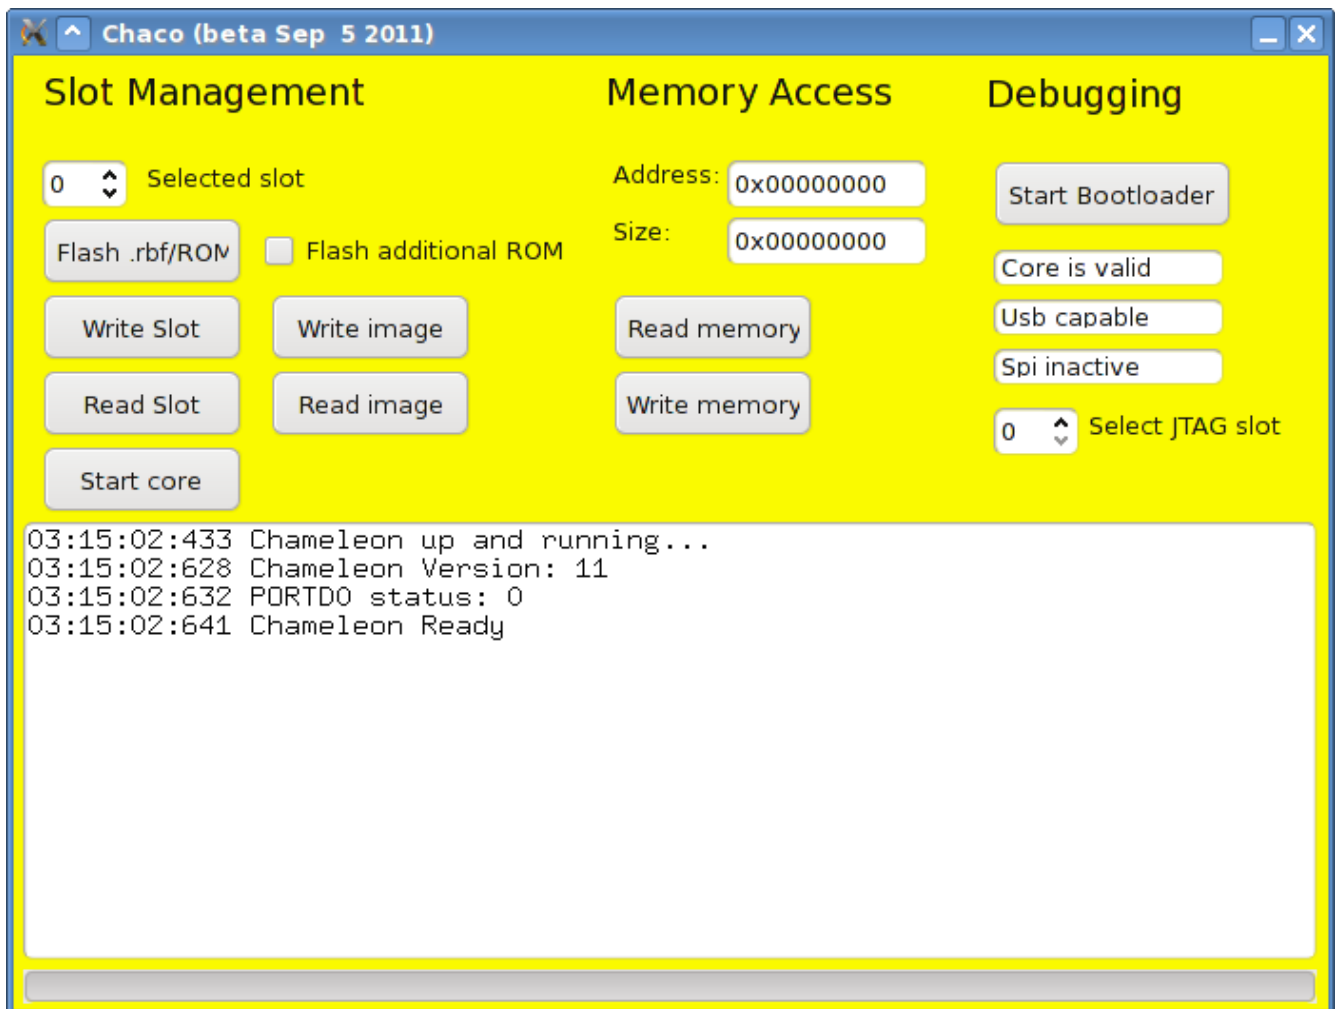 Chaco (beta Sep  5 2011)
Slot Management
Memory Access
Debugging
0
Selected slot
Address: 0x00000000
Start Bootloader
Flash .rbf/ROM
Flash additional ROM
Size: 0x00000000
Core is valid
Write Slot
Write image
Read memory
Usb capable
Spi inactive
Read Slot
Read image
Write memory
0
Select JTAG slot
Start core
03:15:02:433 Chameleon up and running...
03:15:02:628 Chameleon Version: 11
03:15:02:632 PORTDO status: 0
03:15:02:641 Chameleon Ready